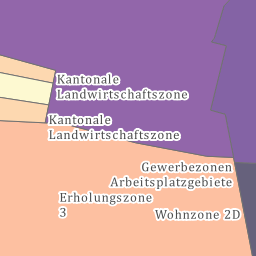 Kantonale
Landwirtschaftszone
Kantonale
Landwirtschaftszone
Gewerbezonen
Arbeitsplatzgebiete
Erholungszone
3
Wohnzone 2D